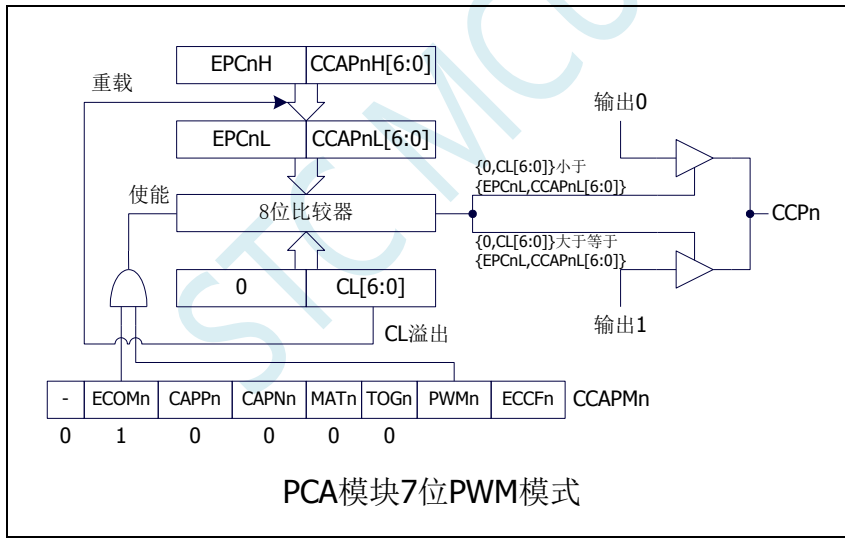 EPCnH CCAPnH[6:0]
重载
输出0
EPCnL CCAPnL[6:0]
{0,CL[6:0]}小于
{EPCnL,CCAPnL[6:0]}
使能
8位比较器
CCPn
{0,CL[6:0]}大于等于
{EPCnL,CCAPnL[6:0]}
0 CL[6:0]
输出1
CL溢出
- ECOMn CAPPn CAPNn MATn TOGn PWMn ECCFn CCAPMn
0 1 0 0 0 0
PCA模块7位PWM模式
STC MCU